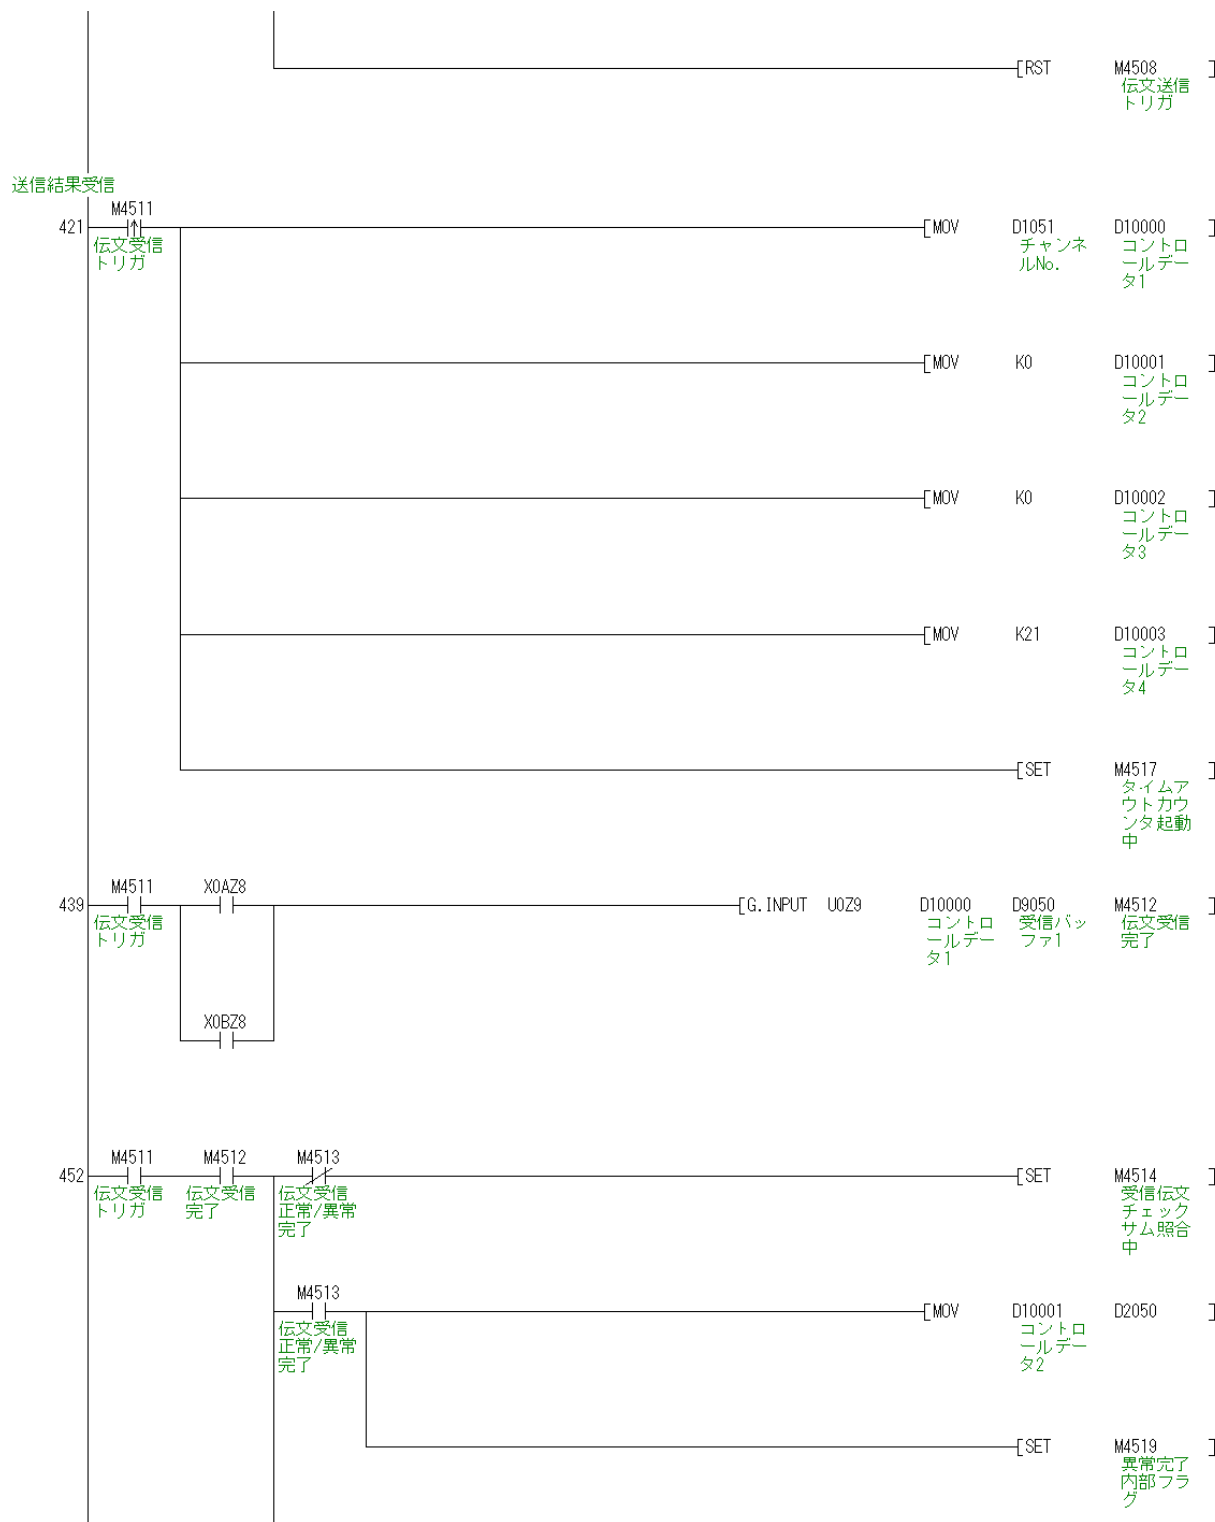 [RST M4508 ]
伝文送信
トリガ
送信結果受信
M4511
421 [MOV D1051 D10000 ]
伝文受信
トリガ
チャンネ
ルNo.
コントロ
ールデー
タ1
[MOV K0 D10001 ]
コントロ
ールデー
タ2
[MOV K0 D10002 ]
コントロ
ールデー
タ3
[MOV K21 D10003 ]
コントロ
ールデー
タ4
[SET M4517 ]
タイムア
ウトカウ
ンタ起動
中
M4511 X0AZ8
439 [G.INPUT U0Z9 D10000 D9050 M4512 ]
伝文受信
トリガ
コントロ
ールデー
タ1
受信バッ
ファ1
伝文受信
完了
X0BZ8
M4511 M4512 M4513
452 [SET M4514 ]
伝文受信
トリガ
伝文受信
完了
伝文受信
正常/異常
完了
受信伝文
チェック
サム照合
中
M4513
[MOV D10001 D2050 ]
伝文受信
正常/異常
完了
コントロ
ールデー
タ2
[SET M4519 ]
異常完了
内部フラ
グ